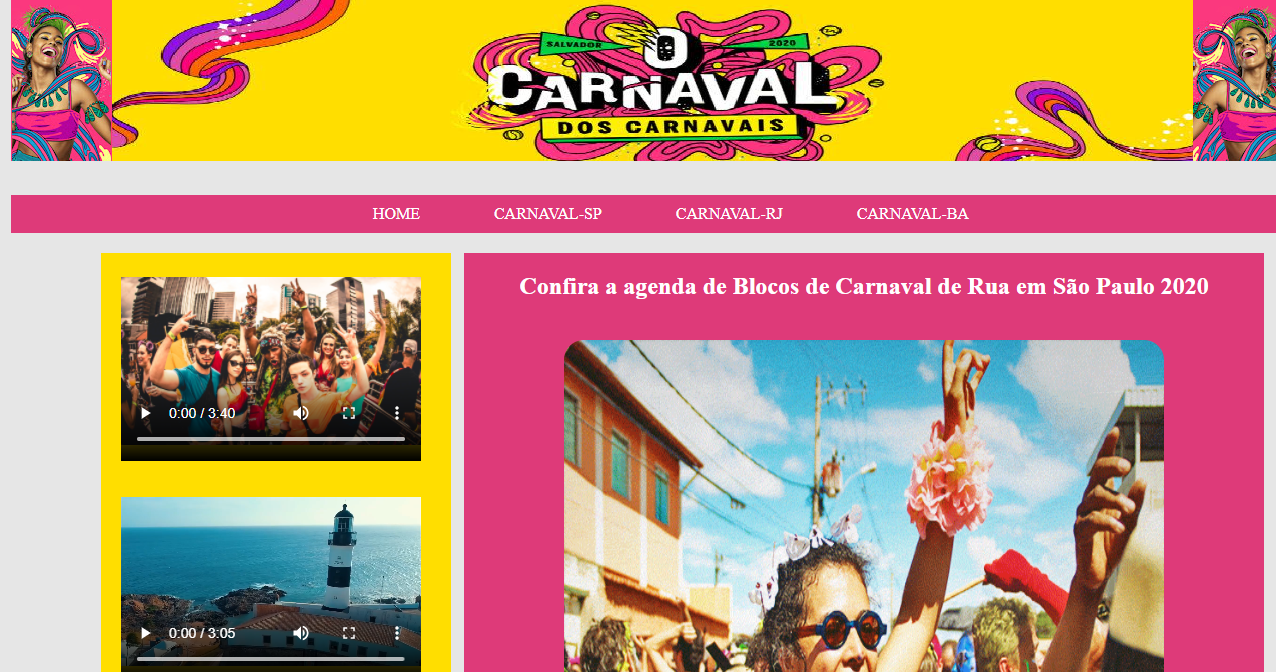 SALVADOR 2020
O
CARNAVAL
DOS CARNAVAIS
HOME CARNAVAL-SP CARNAVAL-RJ CARNAVAL-BA
Confira a agenda de Blocos de Carnaval de Rua em São Paulo 2020
0:00 / 3:40
0:00 / 3:05